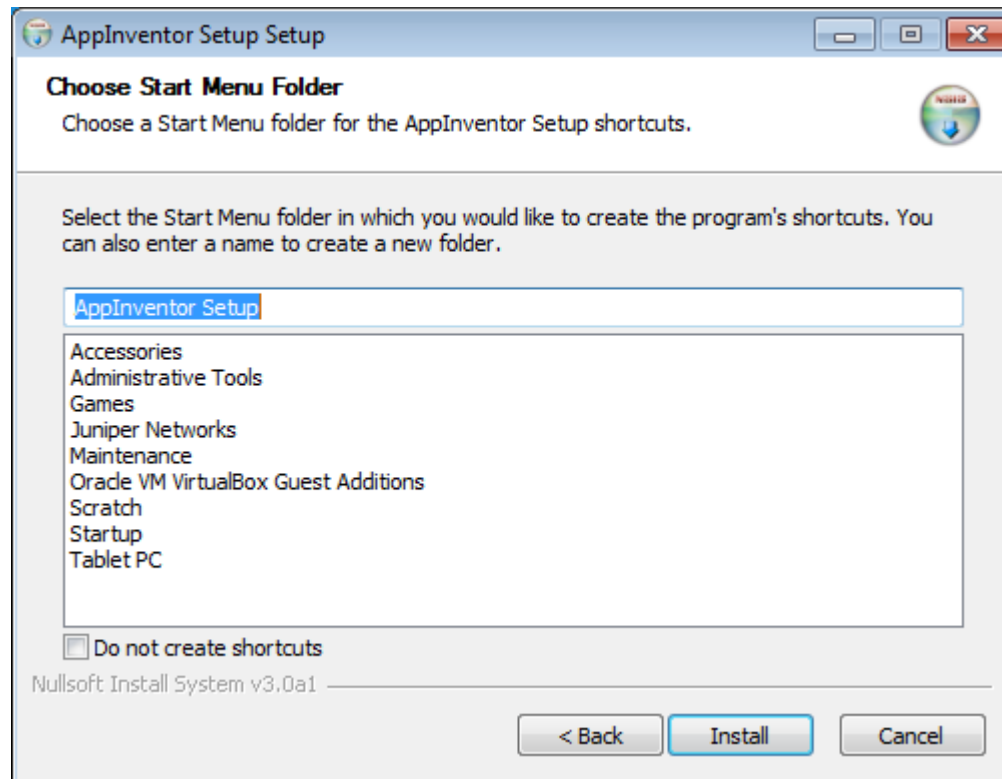 AppInventor Setup Setup
Choose Start Menu Folder
Choose a Start Menu folder for the AppInventor Setup shortcuts.
NSIS
Select the Start Menu folder in which you would like to create the program's shortcuts. You
can also enter a name to create a new folder.
AppInventor Setup
Accessories
Administrative Tools
Games
Juniper Networks
Maintenance
Oracle VM VirtualBox Guest Additions
Scratch
Startup
Tablet PC
Do not create shortcuts
Nullsoft Install System v3.0a1
< Back Install Cancel